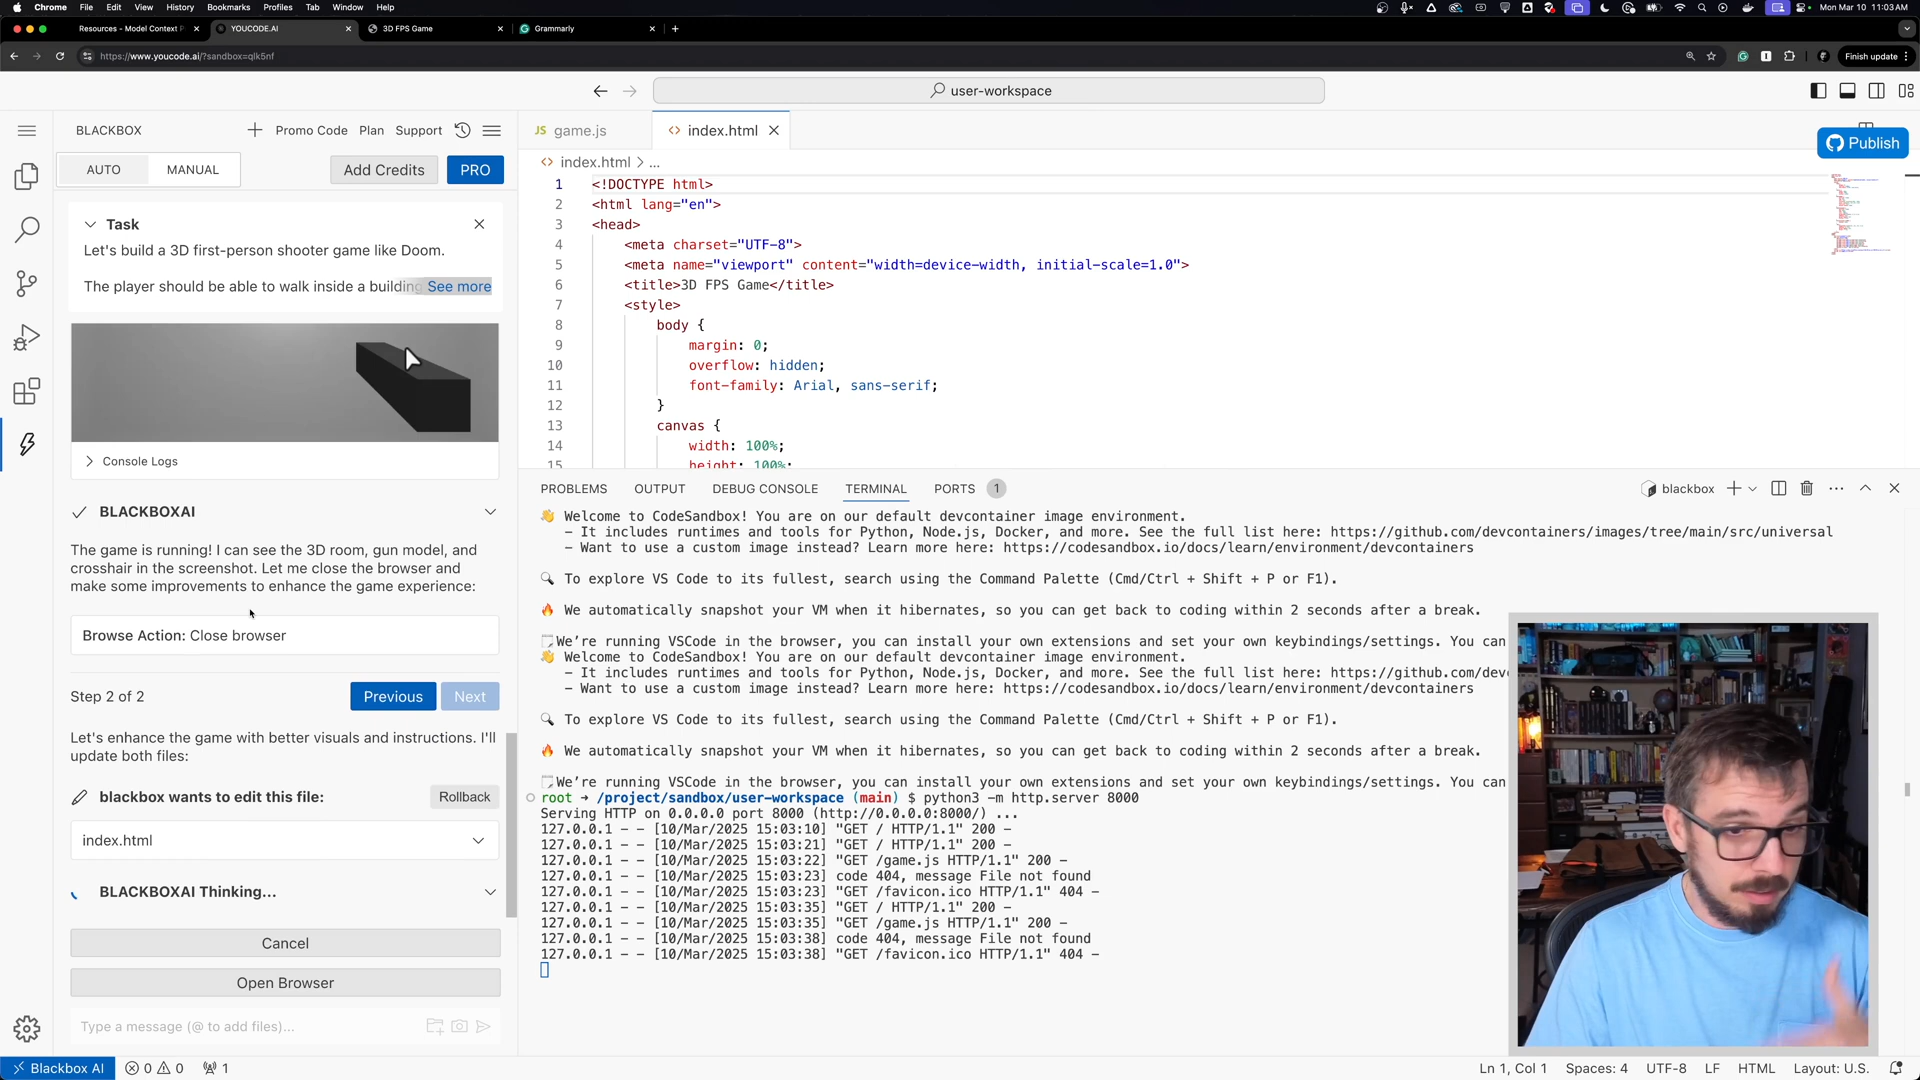 Chrome File Edit View History Bookmarks Profiles Tab Window Help Mon Mar 10 11:03 AM
Resources - Model Context P YOUCODE.AI 3D FPS Game Grammarly
https://www.youcode.ai/?sandbox=qlk5nf Finish update
user-workspace
BLACKBOX Promo Code Plan Support
JS game.js <> index.html
Publish
AUTO MANUAL Add Credits PRO
<> index.html > ...
Task
Let's build a 3D first-person shooter game like Doom.
The player should be able to walk inside a building See more
Console Logs
BLACKBOXAI
The game is running! I can see the 3D room, gun model, and
crosshair in the screenshot. Let me close the browser and
make some improvements to enhance the game experience:
Browse Action: Close browser
Step 2 of 2 Previous Next
Let's enhance the game with better visuals and instructions. I'll
update both files:
blackbox wants to edit this file: Rollback
index.html
BLACKBOXAI Thinking...
Cancel
Open Browser
Type a message (@ to add files)...
1 <!DOCTYPE html>
2 <html lang="en">
3 <head>
4 <meta charset="UTF-8">
5 <meta name="viewport" content="width=device-width, initial-scale=1.0">
6 <title>3D FPS Game</title>
7 <style>
8 body {
9 margin: 0;
10 overflow: hidden;
11 font-family: Arial, sans-serif;
12 }
13 canvas {
14 width: 100%;
15 height: 100%;
PROBLEMS OUTPUT DEBUG CONSOLE TERMINAL PORTS 1 blackbox
👋 Welcome to CodeSandbox! You are on our default devcontainer image environment.
- It includes runtimes and tools for Python, Node.js, Docker, and more. See the full list here: https://github.com/devcontainers/images/tree/main/src/universal
- Want to use a custom image instead? Learn more here: https://codesandbox.io/docs/learn/environment/devcontainers
🔍 To explore VS Code to its fullest, search using the Command Palette (Cmd/Ctrl + Shift + P or F1).
🔥 We automatically snapshot your VM when it hibernates, so you can get back to coding within 2 seconds after a break.
We're running VSCode in the browser, you can install your own extensions and set your own keybindings/settings. You can
👋 Welcome to CodeSandbox! You are on our default devcontainer image environment.
- It includes runtimes and tools for Python, Node.js, Docker, and more. See the full list here: https://github.com/dev
- Want to use a custom image instead? Learn more here: https://codesandbox.io/docs/learn/environment/devcontainers
🔍 To explore VS Code to its fullest, search using the Command Palette (Cmd/Ctrl + Shift + P or F1).
🔥 We automatically snapshot your VM when it hibernates, so you can get back to coding within 2 seconds after a break.
We're running VSCode in the browser, you can install your own extensions and set your own keybindings/settings. You can
root ➜ /project/sandbox/user-workspace (main) $ python3 -m http.server 8000
Serving HTTP on 0.0.0.0 port 8000 (http://0.0.0.0:8000/) ...
127.0.0.1 - - [10/Mar/2025 15:03:10] "GET / HTTP/1.1" 200 -
127.0.0.1 - - [10/Mar/2025 15:03:21] "GET / HTTP/1.1" 200 -
127.0.0.1 - - [10/Mar/2025 15:03:22] "GET /game.js HTTP/1.1" 200 -
127.0.0.1 - - [10/Mar/2025 15:03:23] code 404, message File not found
127.0.0.1 - - [10/Mar/2025 15:03:23] "GET /favicon.ico HTTP/1.1" 404 -
127.0.0.1 - - [10/Mar/2025 15:03:35] "GET / HTTP/1.1" 200 -
127.0.0.1 - - [10/Mar/2025 15:03:35] "GET /game.js HTTP/1.1" 200 -
127.0.0.1 - - [10/Mar/2025 15:03:38] code 404, message File not found
127.0.0.1 - - [10/Mar/2025 15:03:38] "GET /favicon.ico HTTP/1.1" 404 -
Blackbox AI 0 0 1 Ln 1, Col 1 Spaces: 4 UTF-8 LF HTML Layout: U.S.